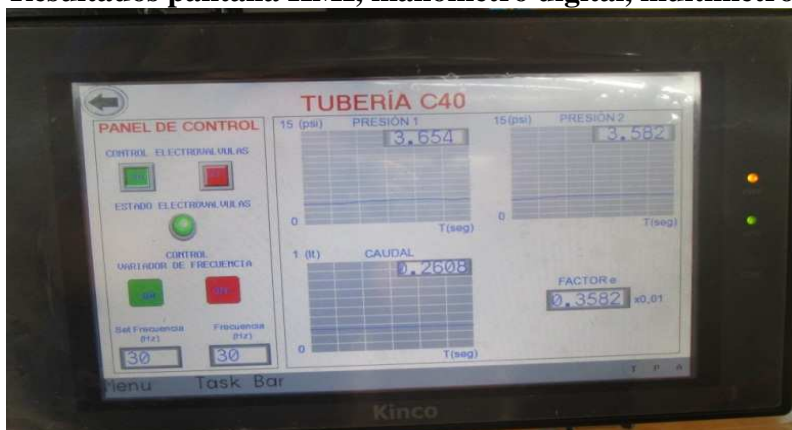 Resultados pantalla HMI, manómetro digital, multímetro
TUBERÍA C40
PANEL DE CONTROL
CONTROL ELECTROVALVULAS
ESTADO ELECTROVALVULAS
CONTROL
VARIADOR DE FRECUENCIA
ON
Set Frecuencia
(Hz)
Frecuencia
(Hz)
30
30
15 (psi) PRESIÓN 1
3.654
0
T(seg)
15(psi) PRESIÓN 2
3.582
0
T(seg)
1 (lt) CAUDAL
0.2608
0
T(seg)
FACTOR e
0.3582 x0,01
Menu Task Bar
T P A
Kinco